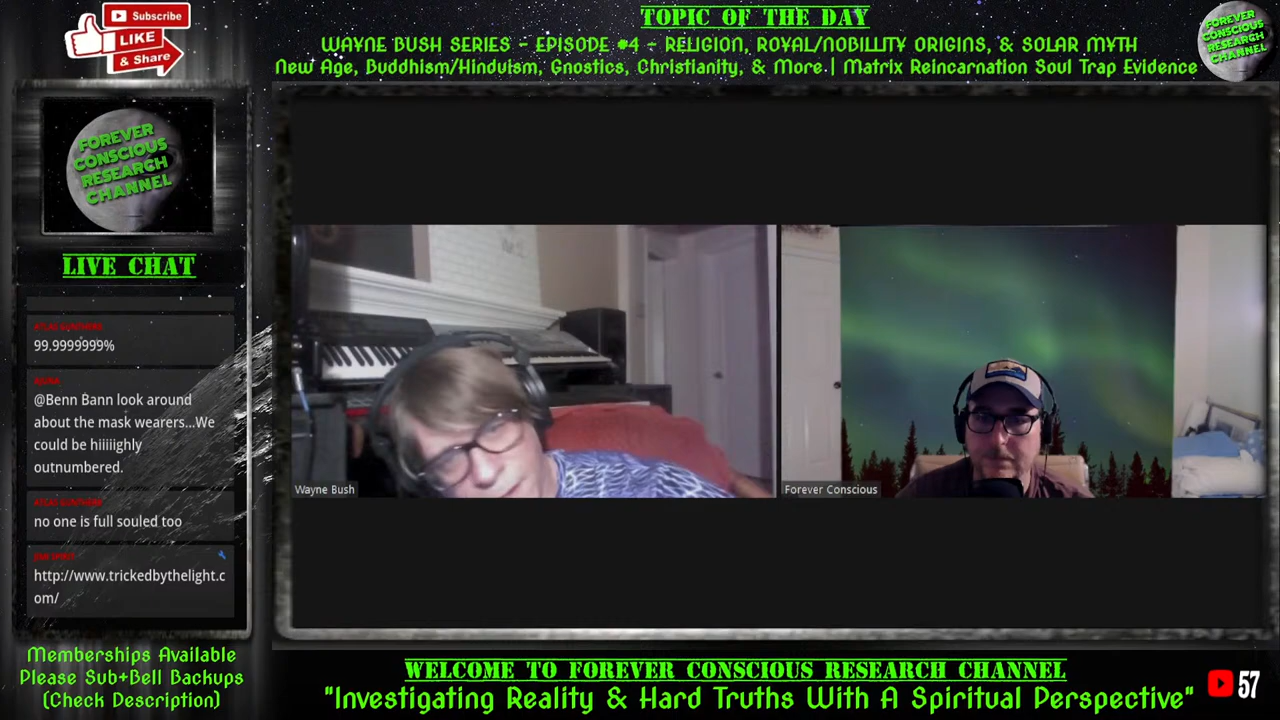 Subscribe
LIKE
& Share
TOPIC OF THE DAY
WAYNE BUSH SERIES - EPISODE #4 - RELIGION, ROYAL/NOBILLITY ORIGINS, & SOLAR MYTH
New Age, Buddhism/Hinduism, Gnostics, Christianity, & More.| Matrix Reincarnation Soul Trap Evidence
FOREVER
CONSCIOUS
RESEARCH
CHANNEL
FOREVER
CONSCIOUS
RESEARCH
CHANNEL
LIVE CHAT
99.9999999%
@Benn Bann look around
about the mask wearers...We
could be hiiiiighly
outnumbered.
no one is full souled too
http://www.trickedbythelight.c
om/
Wayne Bush
Forever Conscious
Memberships Available
Please Sub+Bell Backups
(Check Description)
WELCOME TO FOREVER CONSCIOUS RESEARCH CHANNEL
"Investigating Reality & Hard Truths With A Spiritual Perspective"
57